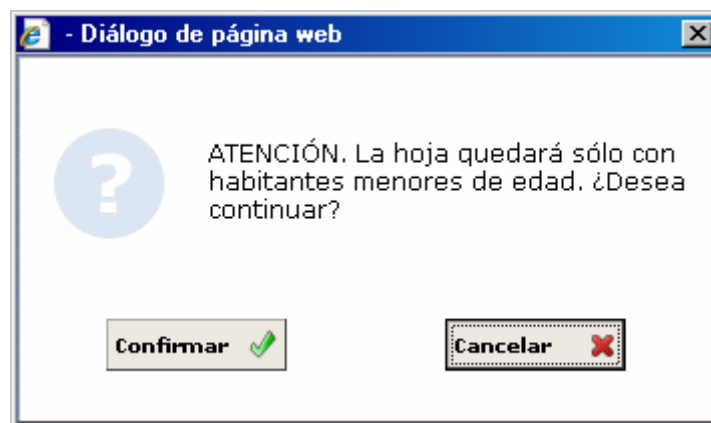 - Diálogo de página web
ATENCIÓN. La hoja quedará sólo con
habitantes menores de edad. ¿Desea
continuar?
Confirmar
Cancelar